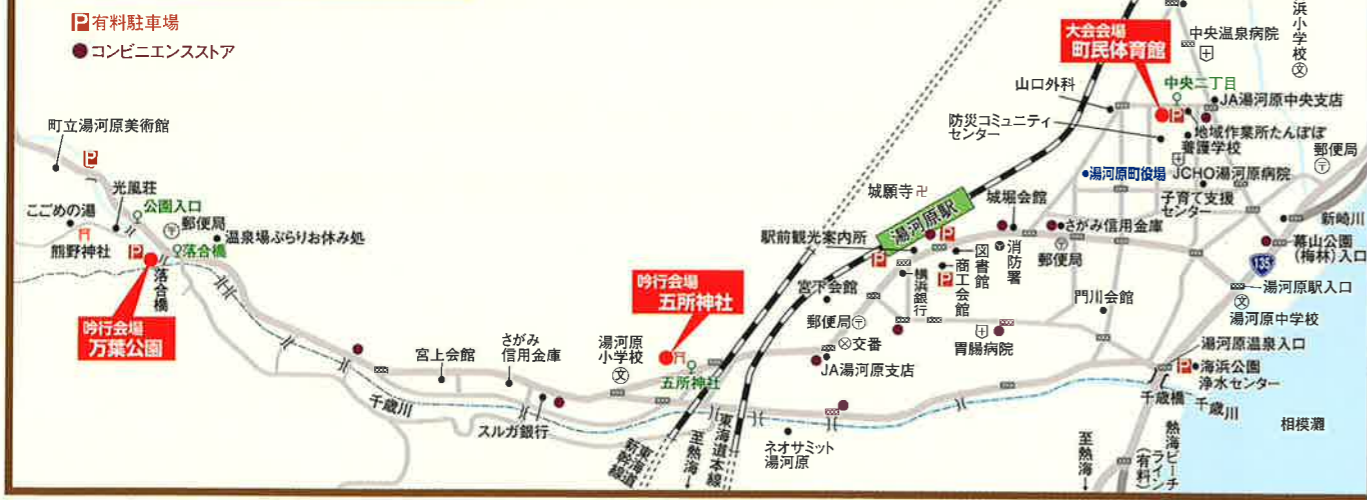 P有料駐車場
●コンビニエンスストア
大会会場
町民体育館
中央温泉病院
浜小学校
文
山口外科
中央二丁目
P
JA湯河原中央支店
防災コミュニティ
センター
地域作業所たんぽぽ
養護学校
郵便局
湯河原町役場
JCHO湯河原病院
子育て支援
センター
新崎川
幕山公園
(梅林)入口
135
湯河原駅入口
文
湯河原中学校
城願寺
湯河原駅
城堀会館
さがみ信用金庫
郵便局
駅前観光案内所
P
P
図書館
消防署
商工会館
P
横浜銀行
宮下会館
門川会館
郵便局
交番
胃腸病院
JA湯河原支店
湯河原温泉入口
P
海浜公園
浄水センター
千歳橋
千歳川
相模灘
町立湯河原美術館
P
光風荘
公園入口
こごめの湯
郵便局
熊野神社
P
落合橋
温泉場ぶらりお休み処
落合橋
吟行会場
万葉公園
吟行会場
五所神社
五所神社
湯河原
小学校
文
さがみ
信用金庫
宮上会館
千歳川
スルガ銀行
東海道
新幹線
至熱海↓
東海道本線
ネオサミット
湯河原
至熱海↓
熱海ビーチ
ライン
(有料)